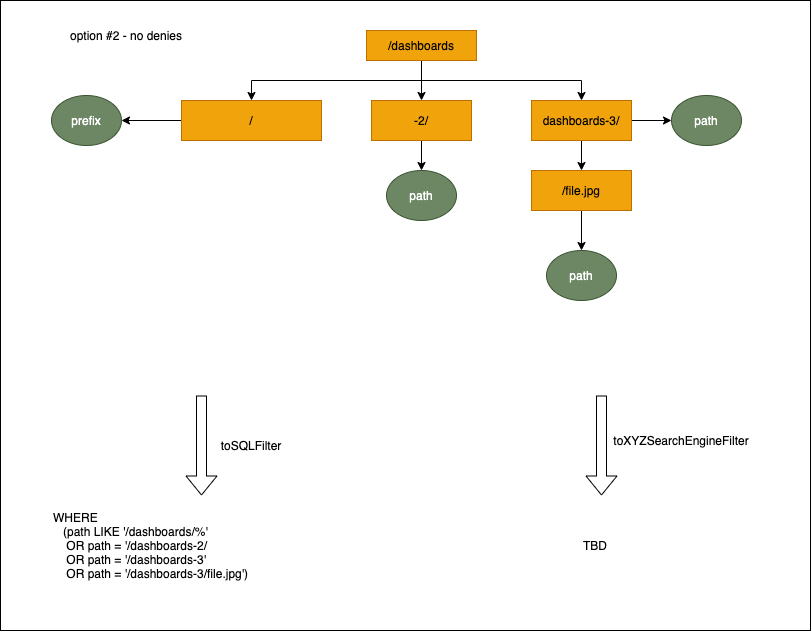 option #2 - no denies
/dashboards
prefix
/
-2/
dashboards-3/
path
path
/file.jpg
path
toSQLFilter
toXYZSearchEngineFilter
WHERE
(path LIKE '/dashboards/%'
OR path = '/dashboards-2/
OR path = '/dashboards-3'
OR path = '/dashboards-3/file.jpg')
TBD